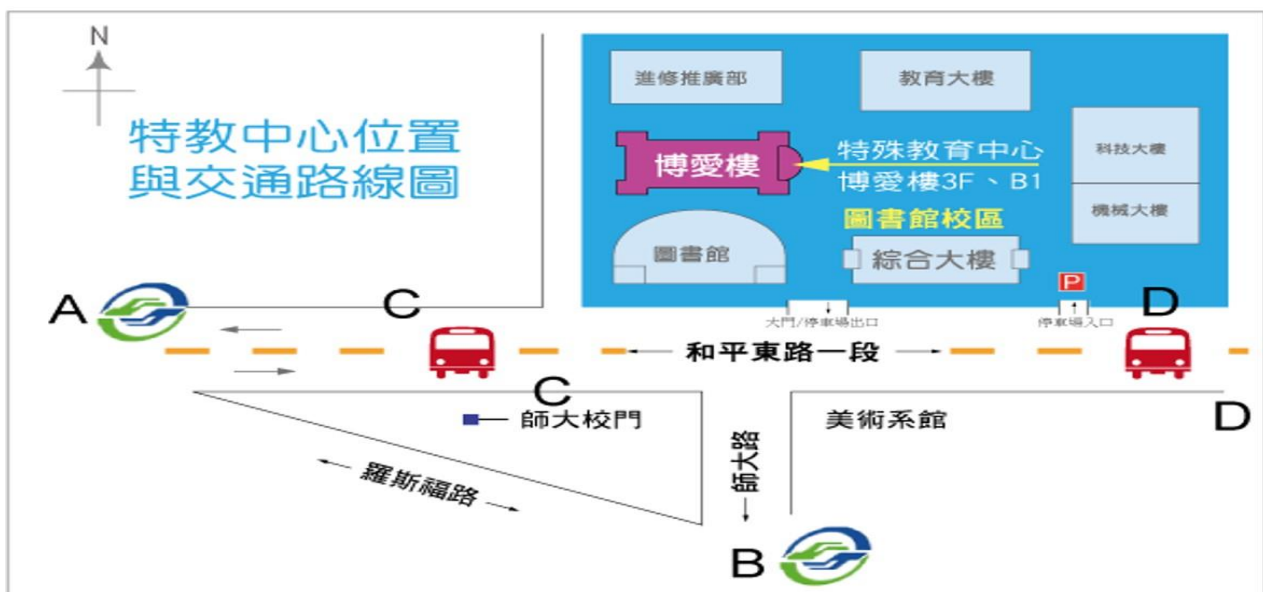 N
特教中心位置
與交通路線圖
進修推廣部
教育大樓
博愛樓
特殊教育中心
博愛樓3F、B1
科技大樓
機械大樓
圖書館校區
圖書館
綜合大樓
P
大門/停車場出口
停車場入口
A
C
D
和平東路一段
C
D
師大校門
美術系館
師大路
羅斯福路
B